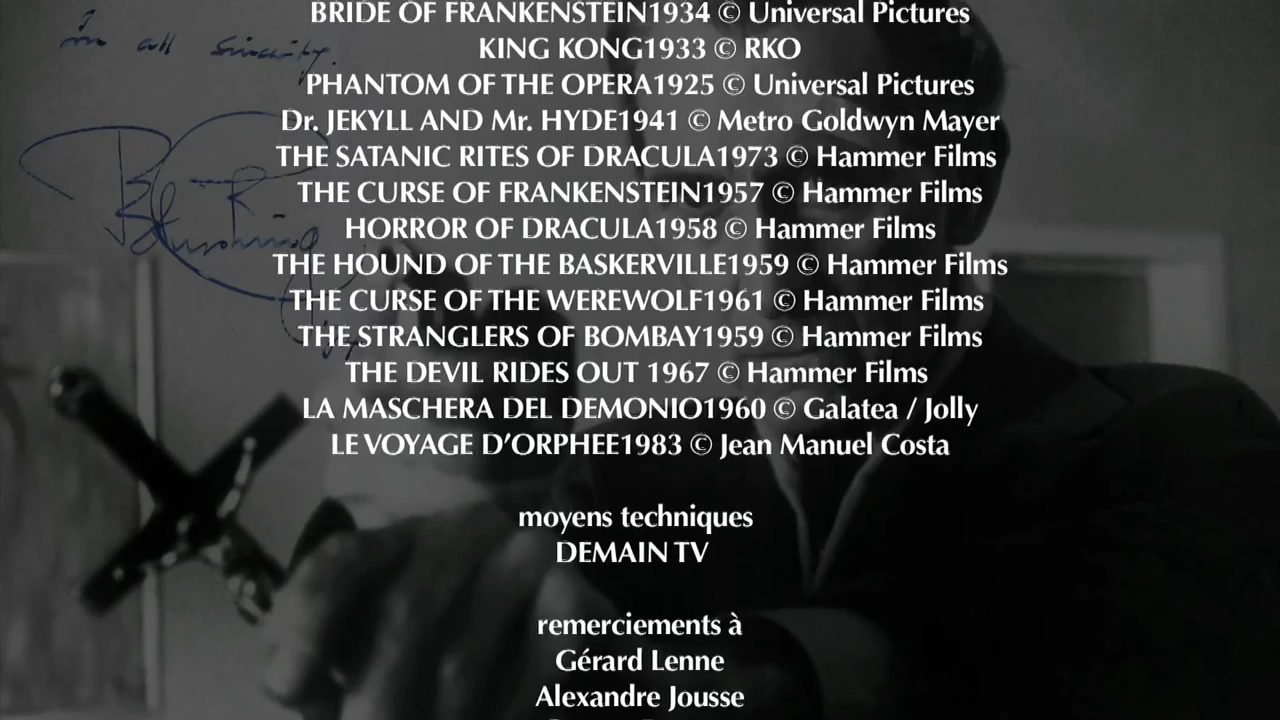 BRIDE OF FRANKENSTEIN1934 © Universal Pictures
in all sincerity.
KING KONG1933 © RKO
PHANTOM OF THE OPERA1925 © Universal Pictures
Dr. JEKYLL AND Mr. HYDE1941 © Metro Goldwyn Mayer
THE SATANIC RITES OF DRACULA1973 © Hammer Films
THE CURSE OF FRANKENSTEIN1957 © Hammer Films
HORROR OF DRACULA1958 © Hammer Films
THE HOUND OF THE BASKERVILLE1959 © Hammer Films
THE CURSE OF THE WEREWOLF1961 © Hammer Films
THE STRANGLERS OF BOMBAY1959 © Hammer Films
THE DEVIL RIDES OUT 1967 © Hammer Films
LA MASCHERA DEL DEMONIO1960 © Galatea / Jolly
LE VOYAGE D’ORPHEE1983 © Jean Manuel Costa
moyens techniques
DEMAIN TV
remerciements à
Gérard Lenne
Alexandre Jousse